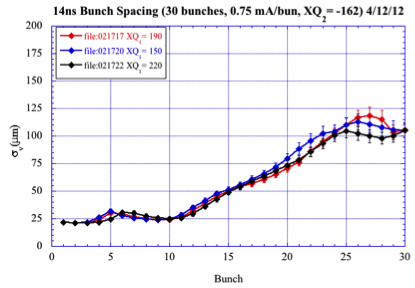 14ns Bunch Spacing (30 bunches, 0.75 mA/bun, XQ2 = -162) 4/12/12
file:021717 XQ1 = 190
file:021720 XQ1 = 150
file:021722 XQ1 = 220
200
175
150
125
100
75
50
25
0
σ (μm)
0 5 10 15 20 25 30
Bunch